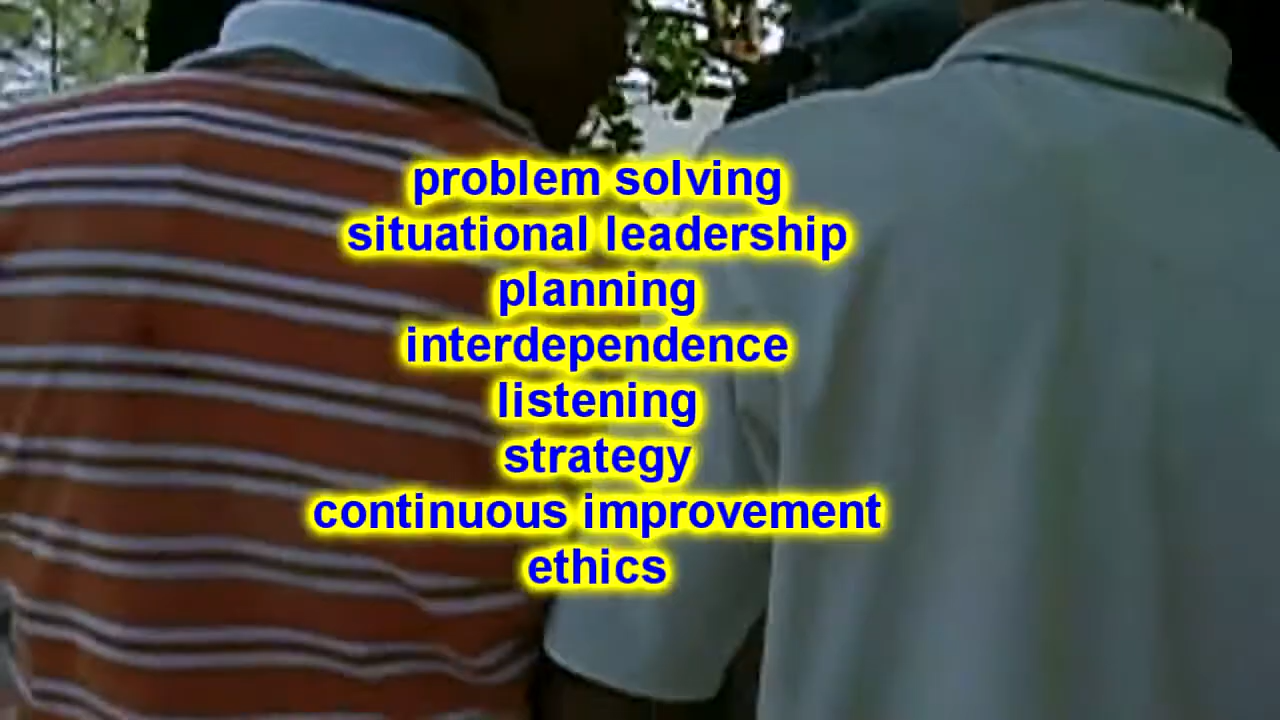 problem solving
situational leadership
planning
interdependence
listening
strategy
continuous improvement
ethics